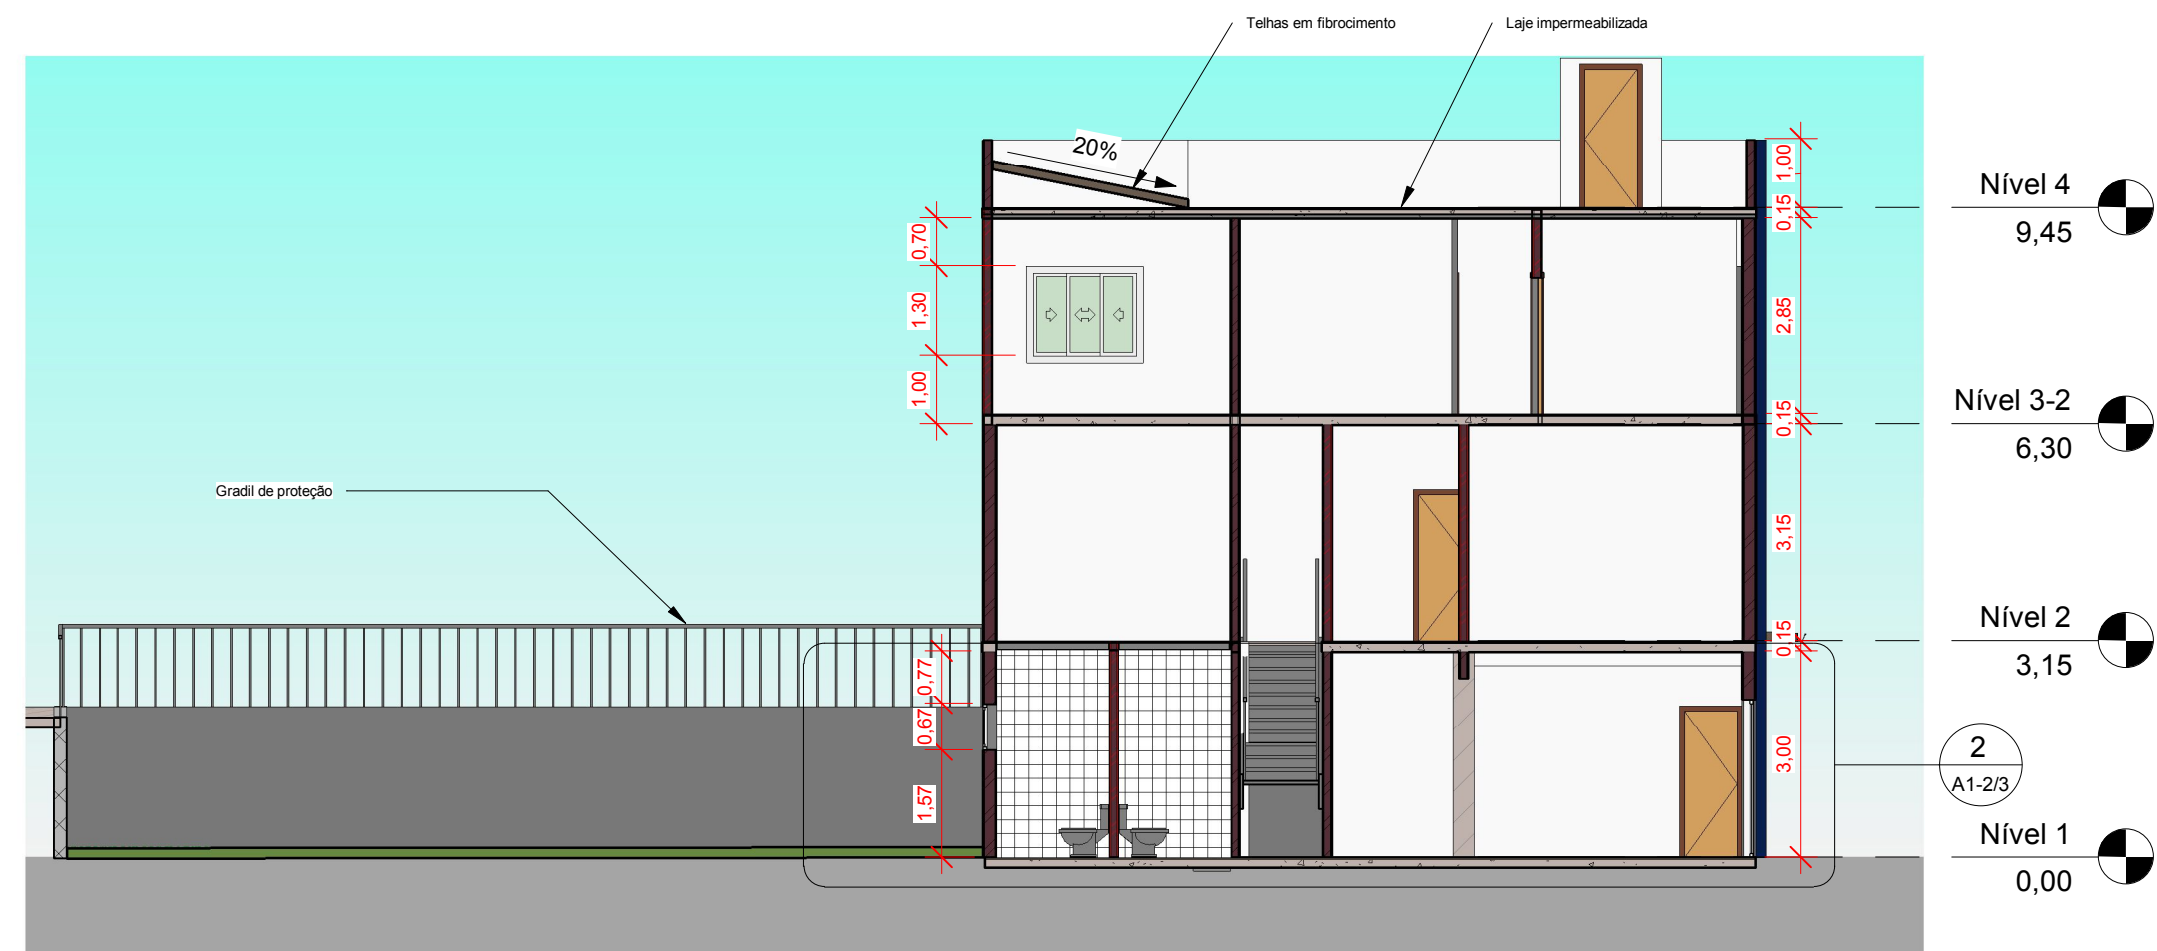 Telhas em fibrocimento
Laje impermeabilizada
20%
1,00
0,15
Nível 4
9,45
0,70
1,30
1,00
2,85
0,15
Nível 3-2
6,30
Gradil de proteção
3,15
0,15
Nível 2
3,15
0,77
0,67
1,57
3,00
2
A1-2/3
Nível 1
0,00